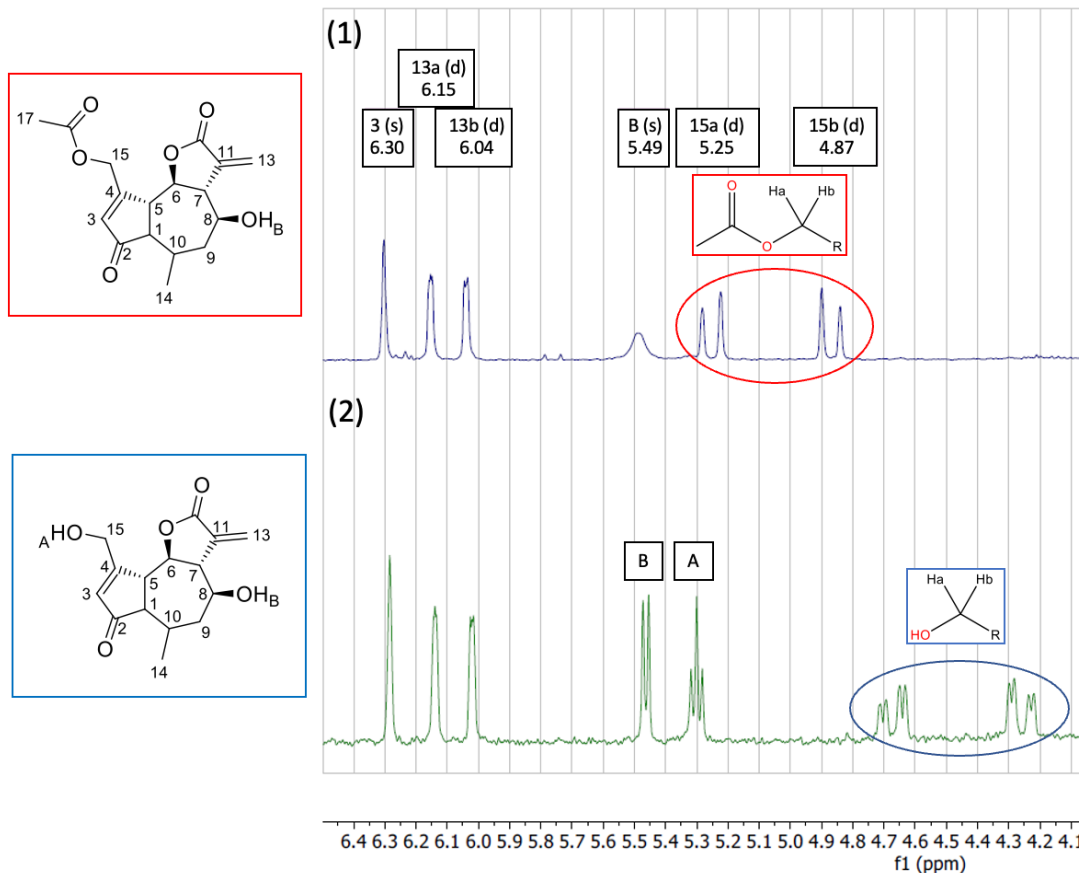 (1)
13a (d)
6.15
3 (s)
6.30
13b (d)
6.04
B (s)
5.49
15a (d)
5.25
15b (d)
4.87
O
Ha
Hb
O
R
17
O
O
15
O
O
11
13
4
6
7
5
3
8
OHB
1
10
2
9
O
14
(2)
B
A
Ha
Hb
HO
R
O
HO
A
15
O
11
13
4
6
7
5
3
8
OHB
1
10
2
9
O
14
6.4 6.3 6.2 6.1 6.0 5.9 5.8 5.7 5.6 5.5 5.4 5.3 5.2 5.1 5.0 4.9 4.8 4.7 4.6 4.5 4.4 4.3 4.2 4.1
f1 (ppm)